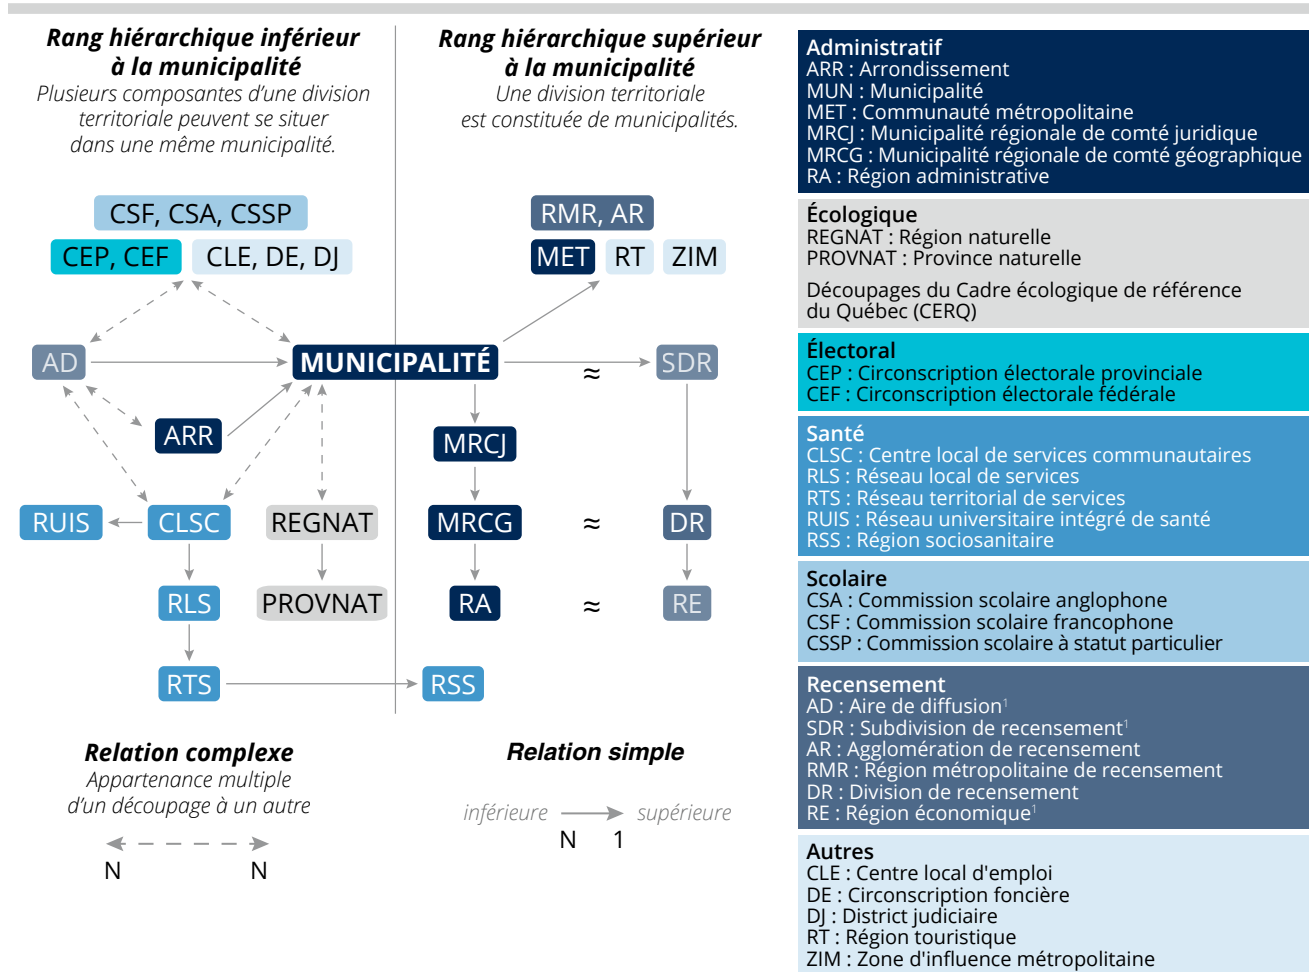 Rang hiérarchique inférieur
à la municipalité
Plusieurs composantes d'une division
territoriale peuvent se situer
dans une même municipalité.
Rang hiérarchique supérieur
à la municipalité
Une division territoriale
est constituée de municipalités.
CSF, CSA, CSSP
CEP, CEF
CLE, DE, DJ
RMR, AR
MET
RT
ZIM
AD
MUNICIPALITÉ
≈
SDR
ARR
MRCJ
RUIS
CLSC
REGNAT
MRCG
≈
DR
RLS
PROVNAT
RA
≈
RE
RTS
RSS
Relation complexe
Appartenance multiple
d'un découpage à un autre
N N
Relation simple
inférieure supérieure
N 1
Administratif
ARR : Arrondissement
MUN : Municipalité
MET : Communauté métropolitaine
MRCJ : Municipalité régionale de comté juridique
MRCG : Municipalité régionale de comté géographique
RA : Région administrative
Écologique
REGNAT : Région naturelle
PROVNAT : Province naturelle
Découpages du Cadre écologique de référence
du Québec (CERQ)
Électoral
CEP : Circonscription électorale provinciale
CEF : Circonscription électorale fédérale
Santé
CLSC : Centre local de services communautaires
RLS : Réseau local de services
RTS : Réseau territorial de services
RUIS : Réseau universitaire intégré de santé
RSS : Région sociosanitaire
Scolaire
CSA : Commission scolaire anglophone
CSF : Commission scolaire francophone
CSSP : Commission scolaire à statut particulier
Recensement
AD : Aire de diffusion¹
SDR : Subdivision de recensement¹
AR : Agglomération de recensement
RMR : Région métropolitaine de recensement
DR : Division de recensement
RE : Région économique¹
Autres
CLE : Centre local d'emploi
DE : Circonscription foncière
DJ : District judiciaire
RT : Région touristique
ZIM : Zone d'influence métropolitaine